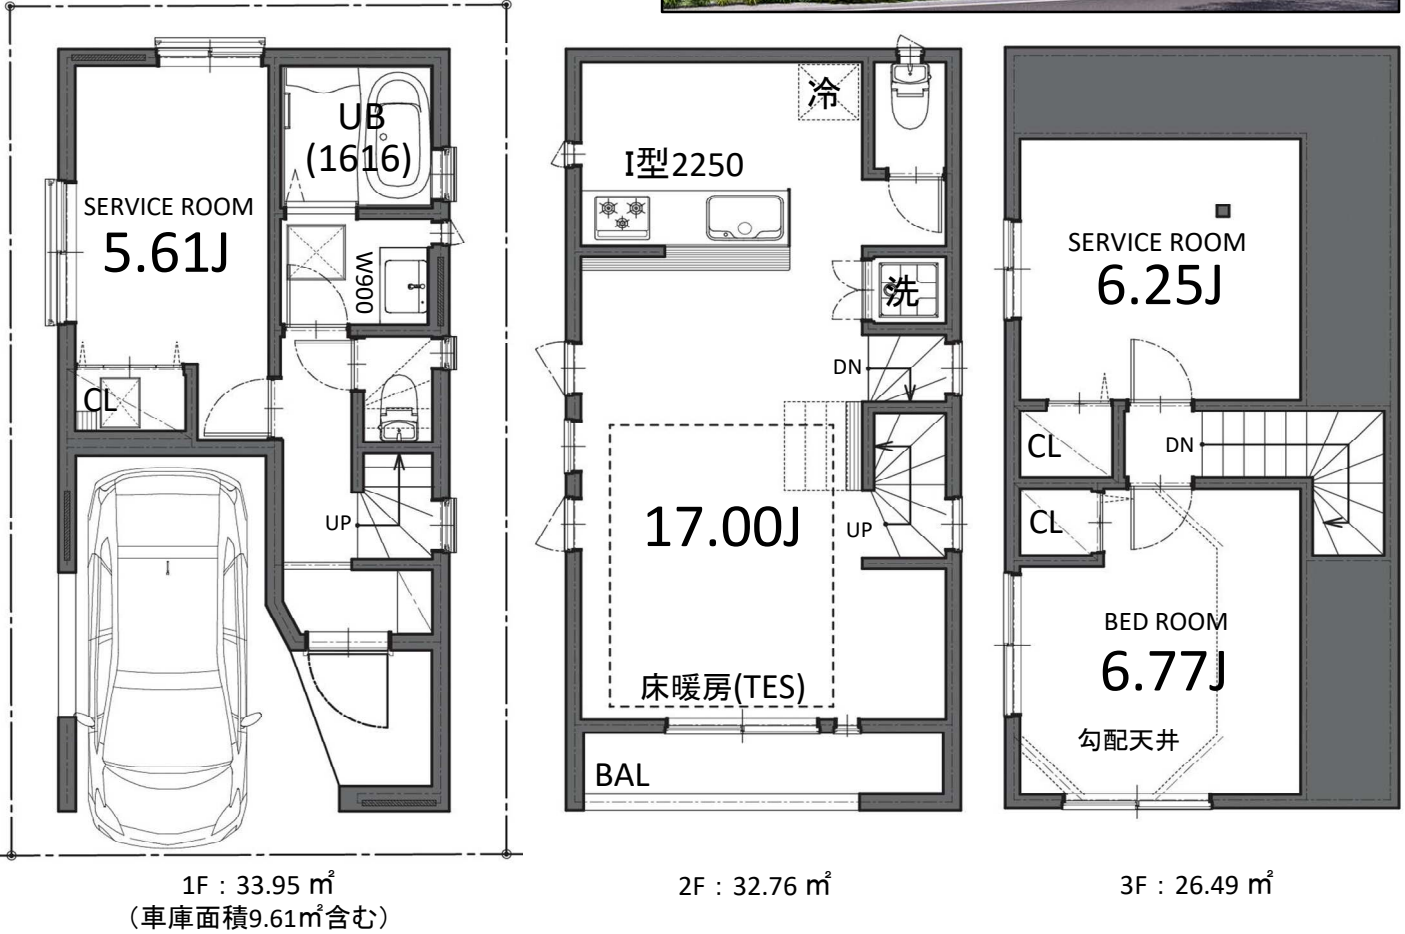 UB
(1616)
SERVICE ROOM
5.61J
W900
CL
UP
1F：33.95 ㎡
（車庫面積9.61㎡含む）
冷
I型2250
洗
DN
17.00J
UP
床暖房(TES)
BAL
2F：32.76 ㎡
SERVICE ROOM
6.25J
CL
DN
CL
BED ROOM
6.77J
勾配天井
3F：26.49 ㎡